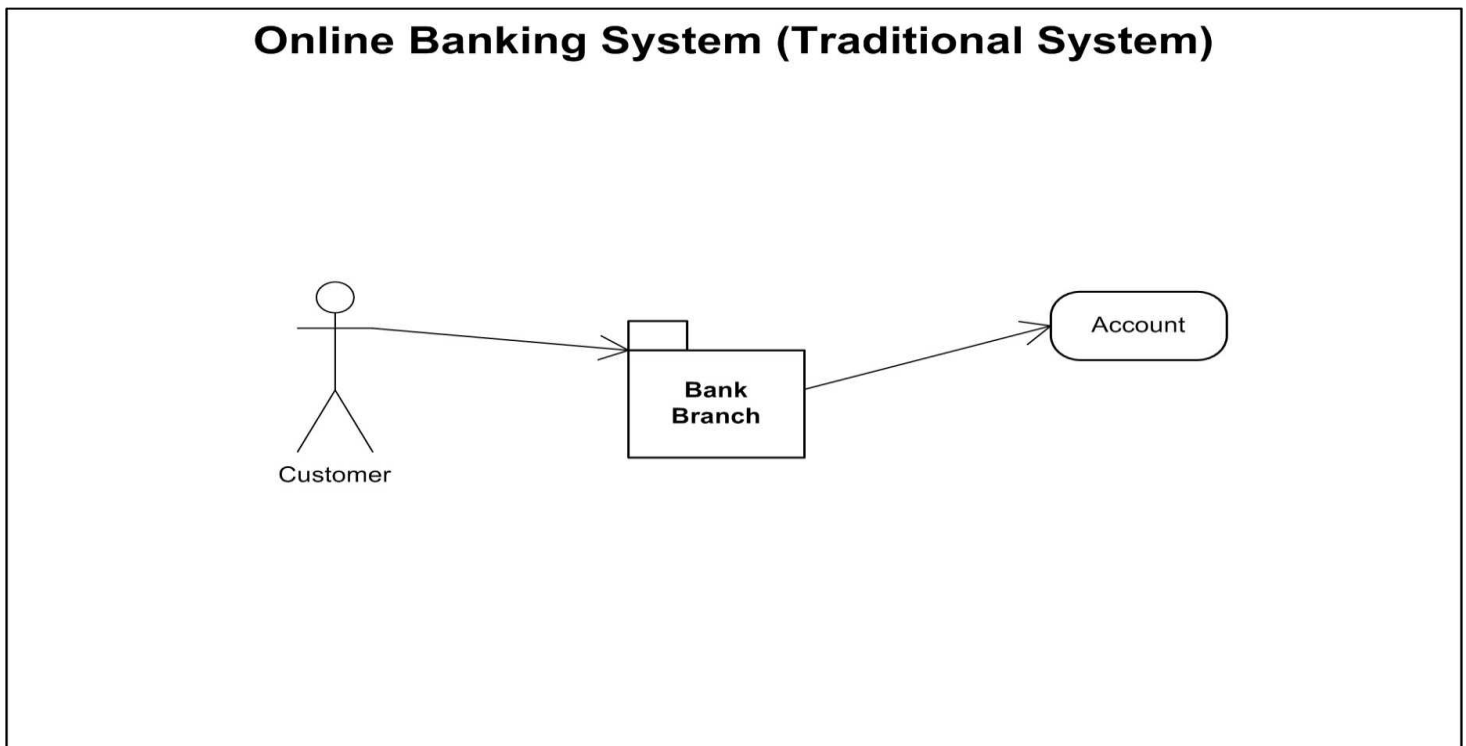 Online Banking System (Traditional System)
Account
Bank
Branch
Customer